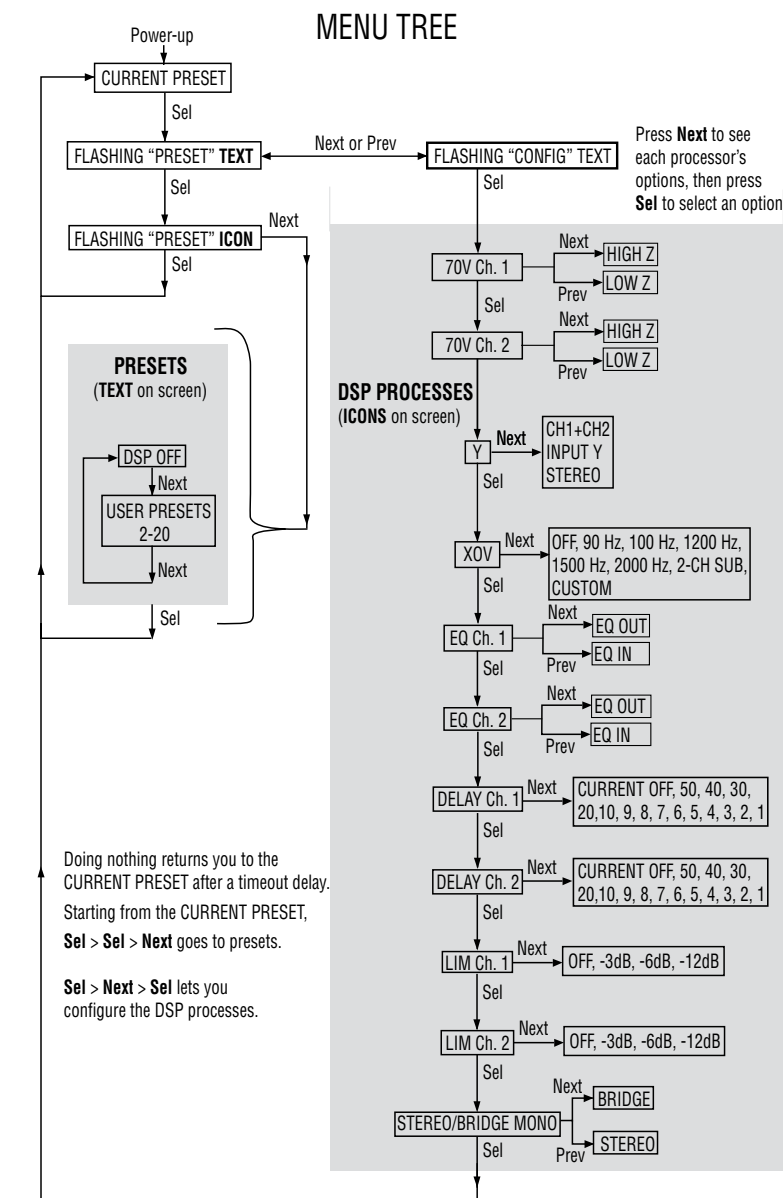 MENU TREE
Power-up
CURRENT PRESET
Sel
FLASHING “PRESET” TEXT
Next or Prev
FLASHING “CONFIG” TEXT
Press Next to see
each processor's
options, then press
Sel to select an option
Sel
Sel
FLASHING “PRESET” ICON
Next
Sel
PRESETS
(TEXT on screen)
DSP OFF
Next
USER PRESETS
2-20
Next
Sel
Doing nothing returns you to the
CURRENT PRESET after a timeout delay.
Starting from the CURRENT PRESET,
Sel > Sel > Next goes to presets.
Sel > Next > Sel lets you
configure the DSP processes.
DSP PROCESSES
(ICONS on screen)
70V Ch. 1
Next
HIGH Z
Prev
LOW Z
Sel
70V Ch. 2
Next
HIGH Z
Prev
LOW Z
Y
Next
CH1+CH2
INPUT Y
STEREO
Sel
XOV
Next
OFF, 90 Hz, 100 Hz, 1200 Hz,
1500 Hz, 2000 Hz, 2-CH SUB,
CUSTOM
Sel
EQ Ch. 1
Next
EQ OUT
Prev
EQ IN
Sel
EQ Ch. 2
Next
EQ OUT
Prev
EQ IN
Sel
DELAY Ch. 1
Next
CURRENT OFF, 50, 40, 30,
20,10, 9, 8, 7, 6, 5, 4, 3, 2, 1
Sel
DELAY Ch. 2
Next
CURRENT OFF, 50, 40, 30,
20,10, 9, 8, 7, 6, 5, 4, 3, 2, 1
Sel
LIM Ch. 1
Next
OFF, -3dB, -6dB, -12dB
Sel
LIM Ch. 2
Next
OFF, -3dB, -6dB, -12dB
Sel
STEREO/BRIDGE MONO
Next
BRIDGE
Prev
STEREO
Sel